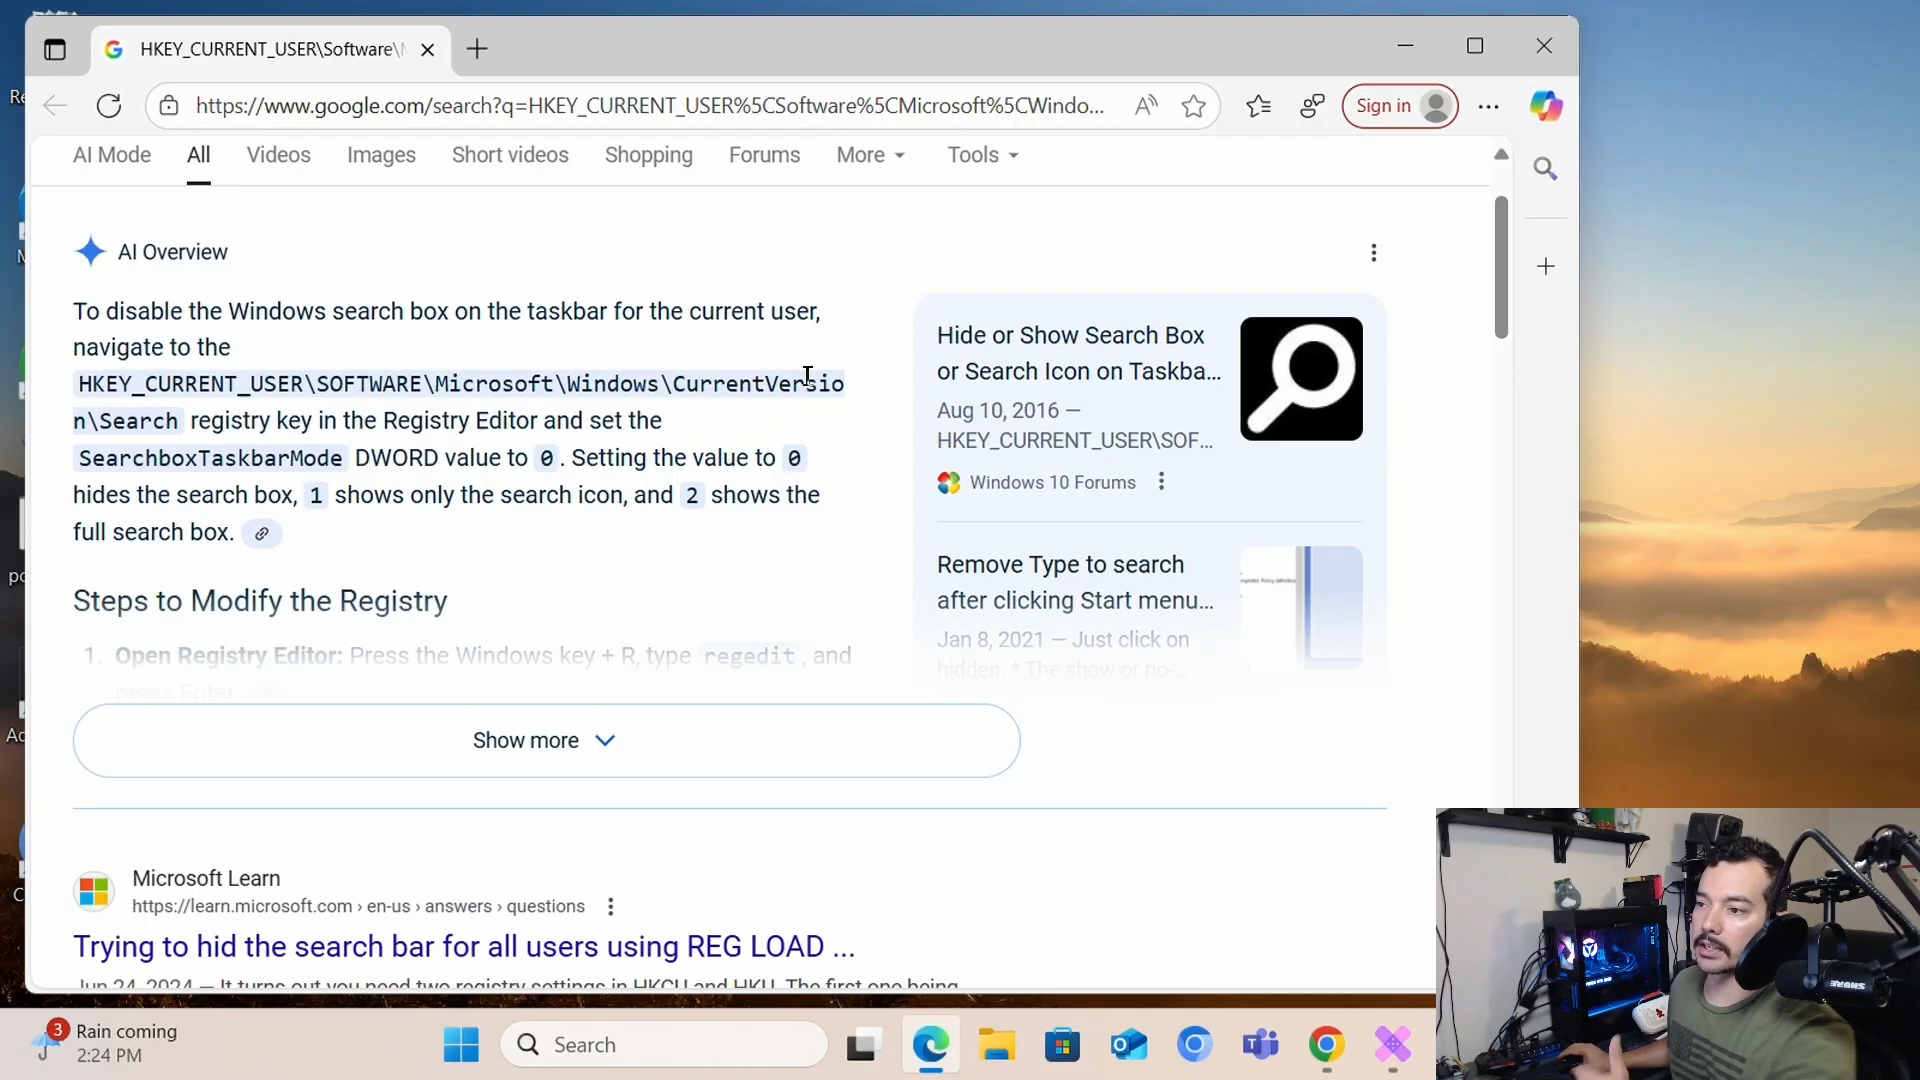 HKEY_CURRENT_USER\Software\
https://www.google.com/search?q=HKEY_CURRENT_USER%5CSoftware%5CMicrosoft%5CWindo...
Sign in
AI Mode
All
Videos
Images
Short videos
Shopping
Forums
More
Tools
AI Overview
To disable the Windows search box on the taskbar for the current user,
navigate to the
HKEY_CURRENT_USER\SOFTWARE\Microsoft\Windows\CurrentVersio
n\Search registry key in the Registry Editor and set the
SearchboxTaskbarMode DWORD value to 0. Setting the value to 0
hides the search box, 1 shows only the search icon, and 2 shows the
full search box.
Steps to Modify the Registry
1. Open Registry Editor: Press the Windows key + R, type regedit, and
press Enter
Show more
Hide or Show Search Box
or Search Icon on Taskba...
Aug 10, 2016 —
HKEY_CURRENT_USER\SOF...
Windows 10 Forums
Remove Type to search
after clicking Start menu...
Jan 8, 2021 — Just click on
hidden. * The show or no-...
Microsoft Learn
https://learn.microsoft.com › en-us › answers › questions
Trying to hid the search bar for all users using REG LOAD ...
Jun 24, 2024 — It turns out you need two registry settings in HKCU and HKU. The first one being
3
Rain coming
2:24 PM
Search